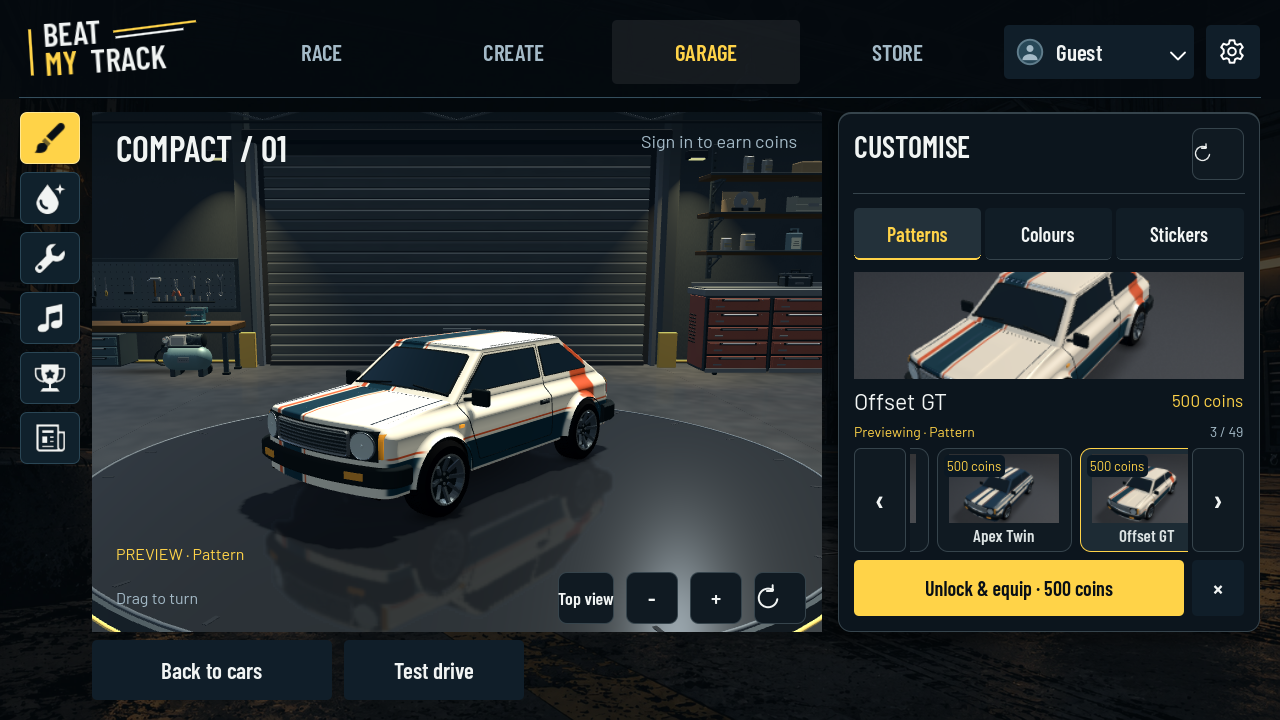 BEAT
MY TRACK
RACE
CREATE
GARAGE
STORE
Guest
COMPACT / 01
Sign in to earn coins
PREVIEW · Pattern
Drag to turn
Top view
-
+
Back to cars
Test drive
CUSTOMISE
Patterns
Colours
Stickers
Offset GT
500 coins
Previewing · Pattern
3 / 49
‹
500 coins
Apex Twin
500 coins
Offset GT
›
Unlock & equip · 500 coins
×